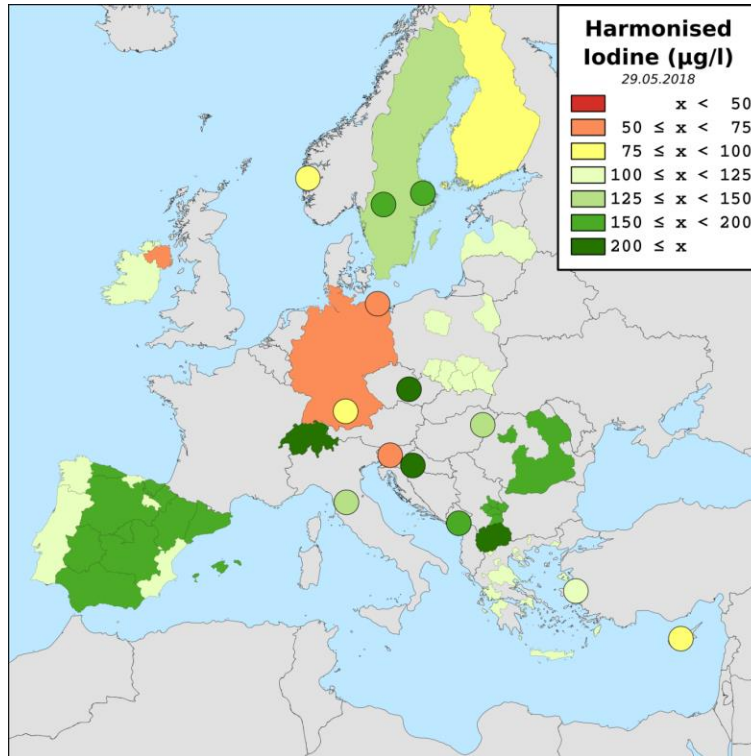 Harmonised
Iodine (µg/l)
29.05.2018
x < 50
50 ≤ x < 75
75 ≤ x < 100
100 ≤ x < 125
125 ≤ x < 150
150 ≤ x < 200
200 ≤ x